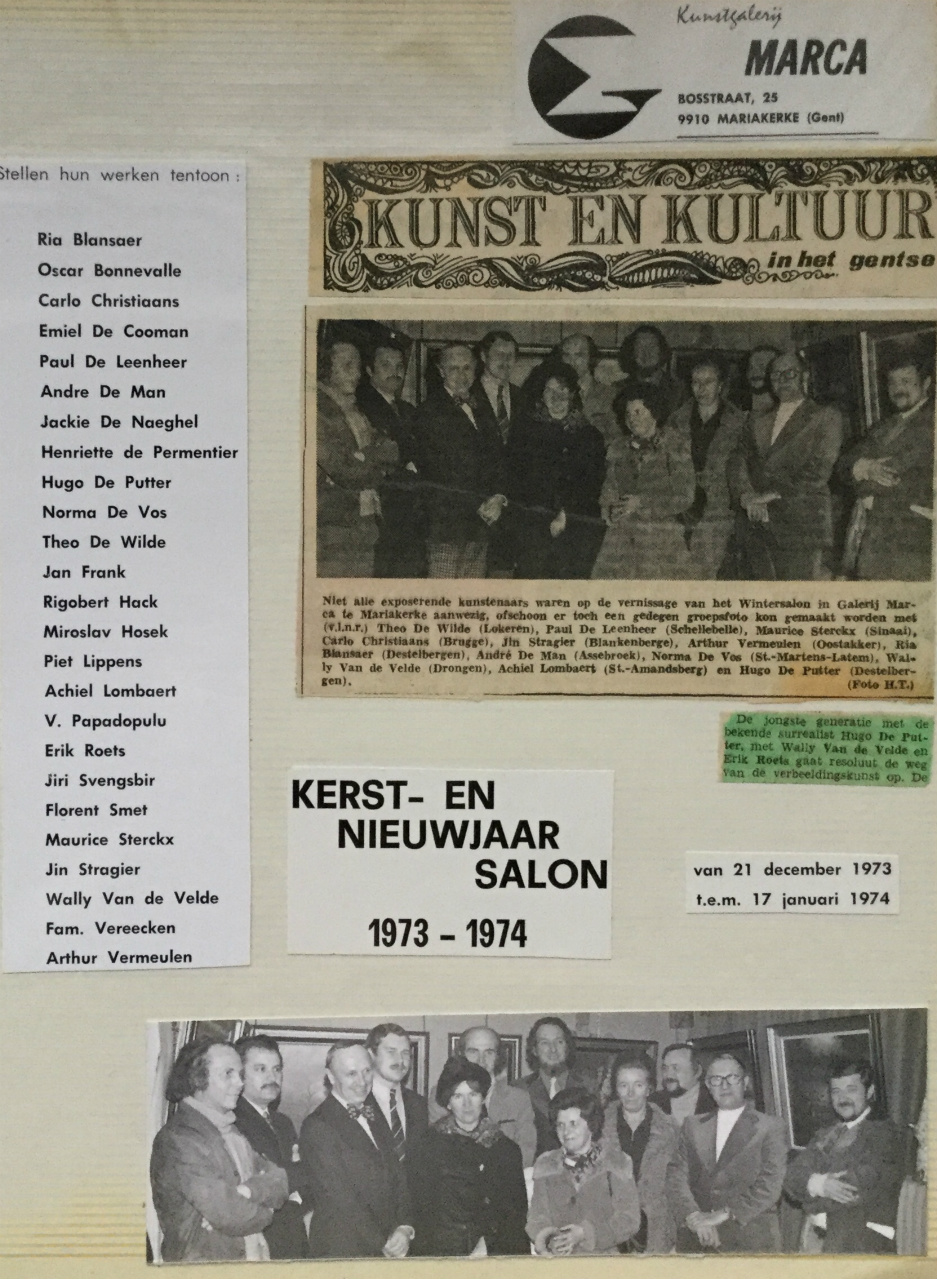 Kunstgalerij
MARCA
BOSSTRAAT, 25
9910 MARIAKERKE (Gent)
Stellen hun werken tentoon :
Ria Blansaer
Oscar Bonnevalle
Carlo Christiaans
Emiel De Cooman
Paul De Leenheer
Andre De Man
Jackie De Naeghel
Henriette de Permentier
Hugo De Putter
Norma De Vos
Theo De Wilde
Jan Frank
Rigobert Hack
Miroslav Hosek
Piet Lippens
Achiel Lombaert
V. Papadopulu
Erik Roets
Jiri Svengsbir
Florent Smet
Maurice Sterckx
Jin Stragier
Wally Van de Velde
Fam. Vereecken
Arthur Vermeulen
KUNST EN KULTUUR
in het gentse
Niet alle exposerende kunstenaars waren op de vernissage van het Wintersalon in Galerij Mar-
ca te Mariakerke aanwezig, ofschoon er toch een gedegen groepsfoto kon gemaakt worden met
(v.l.n.r.) Theo De Wilde (Lokeren), Paul De Leenheer (Schellebelle), Maurice Sterckx (Sinaai),
Carlo Christiaans (Brugge), Jin Stragier (Blankenberge), Arthur Vermeulen (Oostakker), Ria
Blansaer (Destelbergen), André De Man (Assebroek), Norma De Vos (St.-Martens-Latem), Wal-
ly Van de Velde (Drongen), Achiel Lombaert (St.-Amandsberg) en Hugo De Putter (Destelber-
gen).
(Foto H.T.)
De jongste generatie met de
bekende surrealist Hugo De Put-
ter, met Wally Van de Velde en
Erik Roets gaat resoluut de weg
van de verbeeldingskunst op. De
KERST- EN
NIEUWJAAR
SALON
1973 - 1974
van 21 december 1973
t.e.m. 17 januari 1974